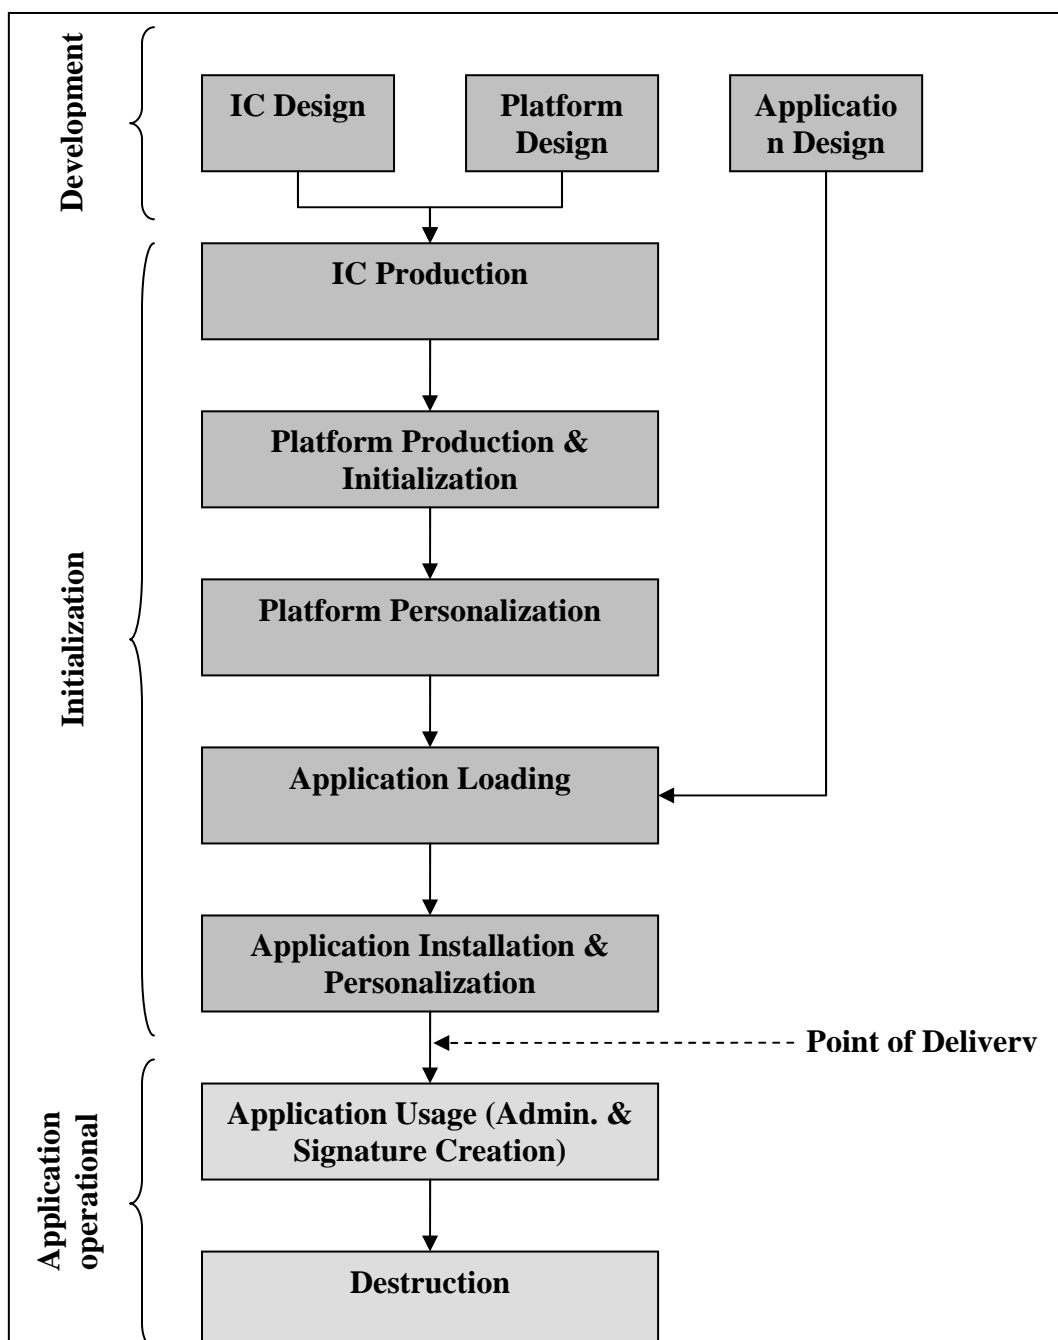 Development
IC Design
Platform
Design
Applicatio
n Design
Initialization
IC Production
Platform Production &
Initialization
Platform Personalization
Application Loading
Application Installation &
Personalization
Point of Delivery
Application
operational
Application Usage (Admin. &
Signature Creation)
Destruction